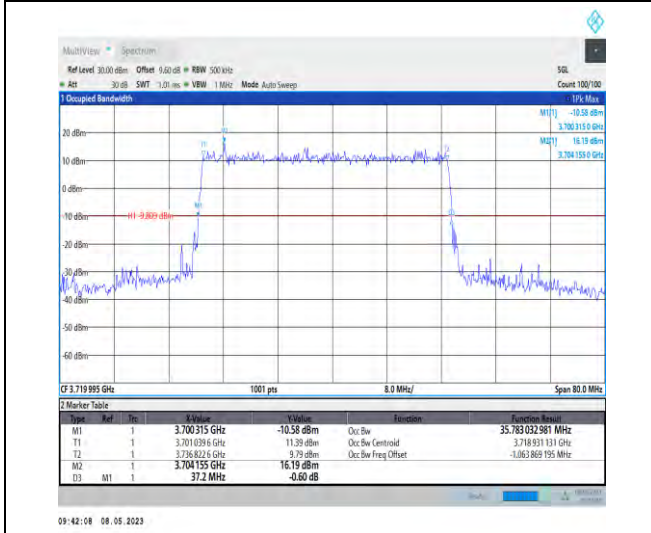 MultiView Spectrum
Ref Level 30.00 dBm Offset 9.60 dB RBW 500 kHz SGL
Att 30 dB SWT 1.01 ms VBW 1 MHz Mode Auto Sweep Count 100/100
1 Occupied Bandwidth 1Pk Max
M1[1] -10.58 dBm
3.700 315 0 GHz
M2[1] 16.19 dBm
3.704 155 0 GHz
20 dBm
10 dBm
0 dBm
-10 dBm
H1 -9.809 dBm
-30 dBm
-40 dBm
-50 dBm
-60 dBm
T1
M2
T2
M1
D3
CF 3.719 995 GHz 1001 pts 8.0 MHz/ Span 80.0 MHz
2 Marker Table
Type Ref Trc X-Value Y-Value Function Function Result
M1 1 3.700 315 GHz -10.58 dBm Occ Bw 35.783 032 981 MHz
T1 1 3.701 039 6 GHz 11.39 dBm Occ Bw Centroid 3.718 931 131 GHz
T2 1 3.736 822 6 GHz 9.79 dBm Occ Bw Freq Offset -1.063 869 195 MHz
M2 1 3.704 155 GHz 16.19 dBm
D3 M1 1 37.2 MHz -0.60 dB
09:42:08 08.05.2023